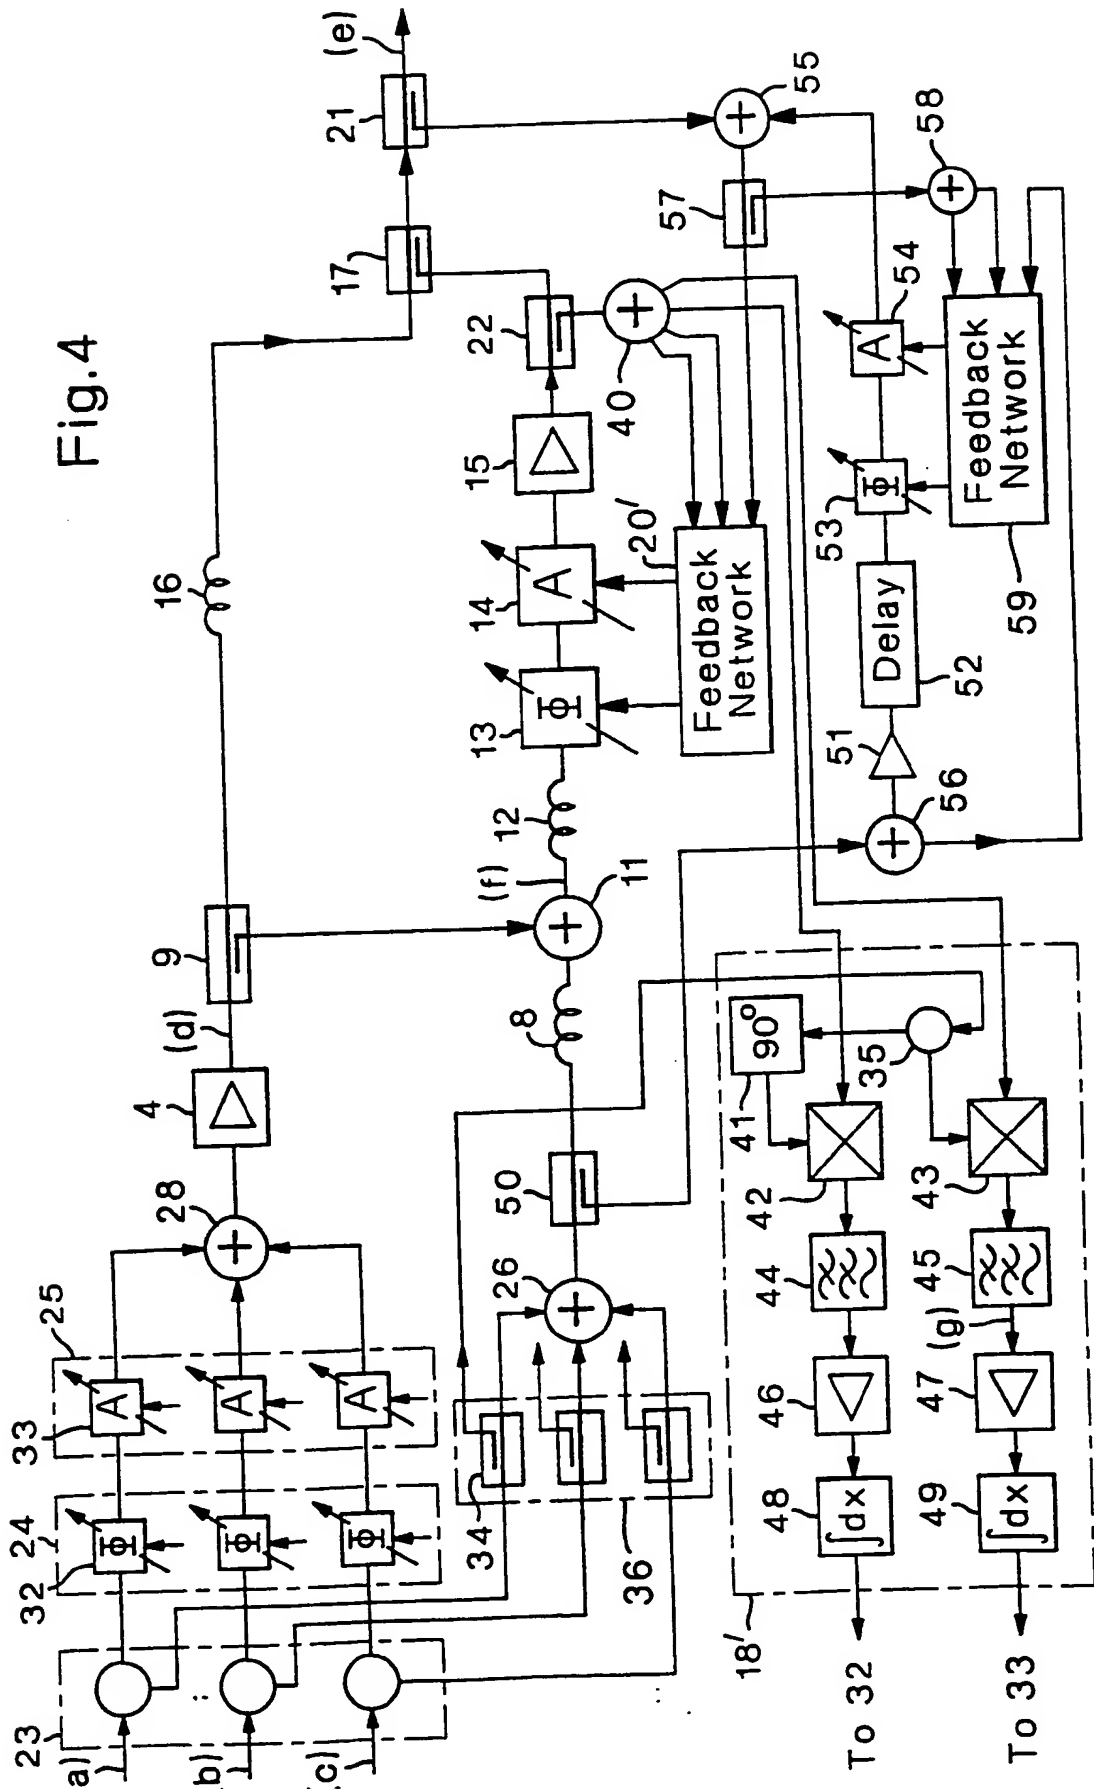 Fig.4
16
17
21
(e)
9
(d)
4
28
25
33
24
32
23
a)
b)
c)
A
A
A
Φ
Φ
Φ
22
15
14
13
12
(f)
11
8
50
26
34
36
A
Φ
20'
Feedback
Network
40
57
55
58
54
53
A
Φ
Delay
52
51
56
Feedback
Network
59
90°
41
35
42
43
44
45
(g)
46
47
48
49
∫dx
∫dx
18'
To 32
To 33